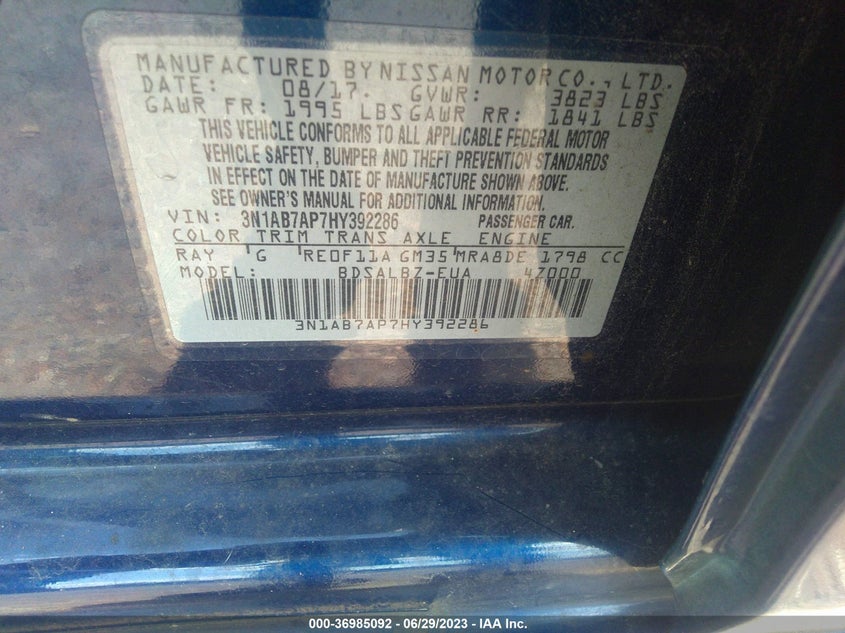 MANUFACTURED BY NISSAN MOTOR CO., LTD.
DATE: 08/17. GVWR: 3823 LBS
GAWR FR: 1995 LBS GAWR RR: 1841 LBS
THIS VEHICLE CONFORMS TO ALL APPLICABLE FEDERAL MOTOR
VEHICLE SAFETY, BUMPER AND THEFT PREVENTION STANDARDS
IN EFFECT ON THE DATE OF MANUFACTURE SHOWN ABOVE.
SEE OWNER'S MANUAL FOR ADDITIONAL INFORMATION.
VIN: 3N1AB7AP7HY392286 PASSENGER CAR.
COLOR TRIM TRANS AXLE ENGINE
RAY G RE0F11A GM35 MRA8DE 1798 CC
MODEL: BDSALBZ-EUA 47000
3N1AB7AP7HY392286
000-36985092 - 06/29/2023 - IAA Inc.